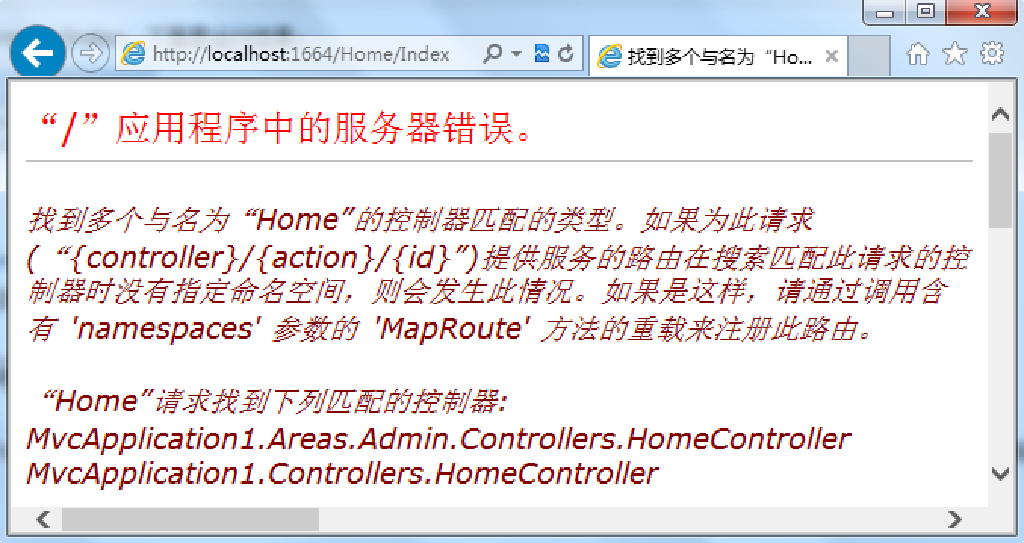 http://localhost:1664/Home/Index
找到多个与名为“Ho...
“/”应用程序中的服务器错误。
找到多个与名为“Home”的控制器匹配的类型。如果为此请求
(“{controller}/{action}/{id}”)提供服务的路由在搜索匹配此请求的控
制器时没有指定命名空间，则会发生此情况。如果是这样，请通过调用含
有 'namespaces' 参数的 'MapRoute' 方法的重载来注册此路由。
“Home”请求找到下列匹配的控制器:
MvcApplication1.Areas.Admin.Controllers.HomeController
MvcApplication1.Controllers.HomeController